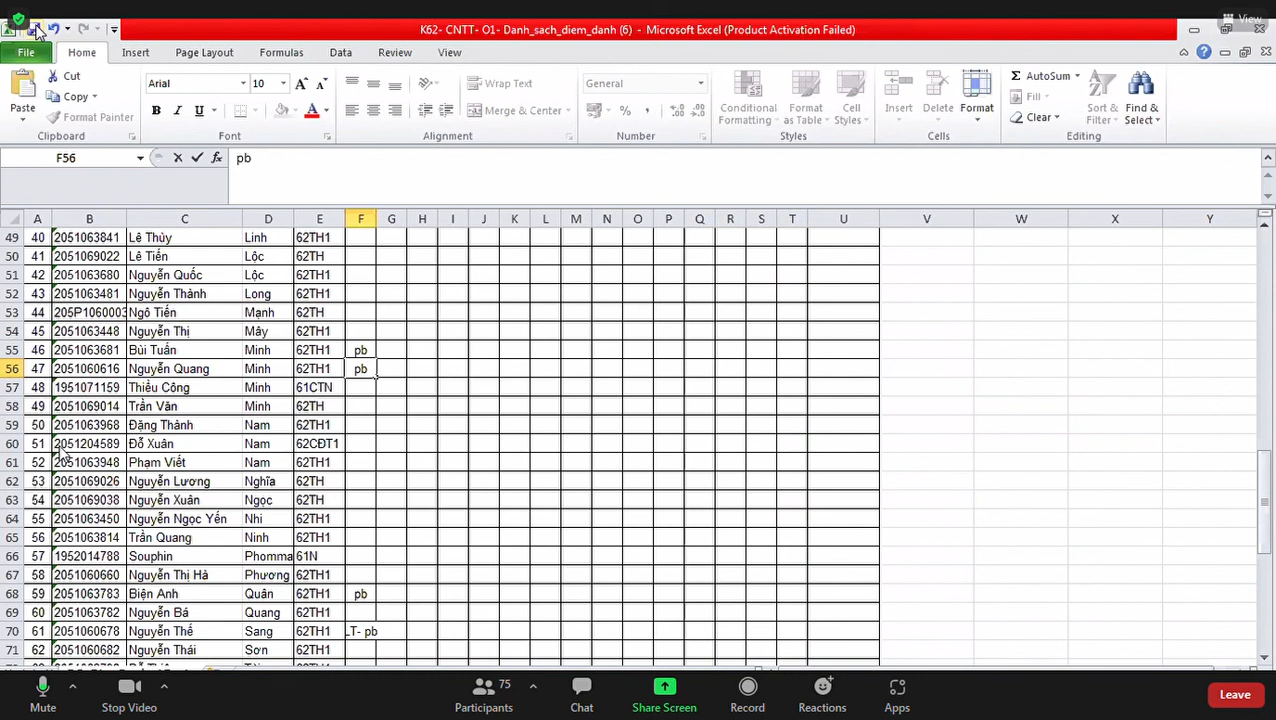 K62- CNTT- O1- Danh_sach_diem_danh (6) - Microsoft Excel (Product Activation Failed)
View
File Home Insert Page Layout Formulas Data Review View
Cut
Copy
Format Painter
Paste
Clipboard
Arial 10
B I U
Font
Wrap Text
Merge & Center
Alignment
General
Number
Conditional Formatting
Format as Table
Cell Styles
Styles
Insert Delete Format
Cells
AutoSum
Fill
Clear
Sort & Filter
Find & Select
Editing
F56 fx pb
A B C D E F G H I J K L M N O P Q R S T U V W X Y
49 40 2051063841 Lê Thùy Linh 62TH1
50 41 2051069022 Lê Tiến Lộc 62TH
51 42 2051063680 Nguyễn Quốc Lộc 62TH1
52 43 2051063481 Nguyễn Thành Long 62TH1
53 44 205P1060003 Ngô Tiến Mạnh 62TH
54 45 2051063448 Nguyễn Thị Mây 62TH1
55 46 2051063681 Bùi Tuấn Minh 62TH1 pb
56 47 2051060616 Nguyễn Quang Minh 62TH1 pb
57 48 1951071159 Thiều Công Minh 61CTN
58 49 2051069014 Trần Văn Minh 62TH
59 50 2051063968 Đặng Thành Nam 62TH1
60 51 2051204589 Đỗ Xuân Nam 62CĐT1
61 52 2051063948 Phạm Viết Nam 62TH1
62 53 2051069026 Nguyễn Lương Nghĩa 62TH
63 54 2051069038 Nguyễn Xuân Ngọc 62TH
64 55 2051063450 Nguyễn Ngọc Yến Nhi 62TH1
65 56 2051063814 Trần Quang Ninh 62TH1
66 57 1952014788 Souphin Phomma 61N
67 58 2051060660 Nguyễn Thị Hà Phương 62TH1
68 59 2051063783 Biện Anh Quân 62TH1 pb
69 60 2051063782 Nguyễn Bá Quang 62TH1
70 61 2051060678 Nguyễn Thế Sang 62TH1 LT- pb
71 62 2051060682 Nguyễn Thái Sơn 62TH1
75
Mute Stop Video Participants Chat Share Screen Record Reactions Apps Leave